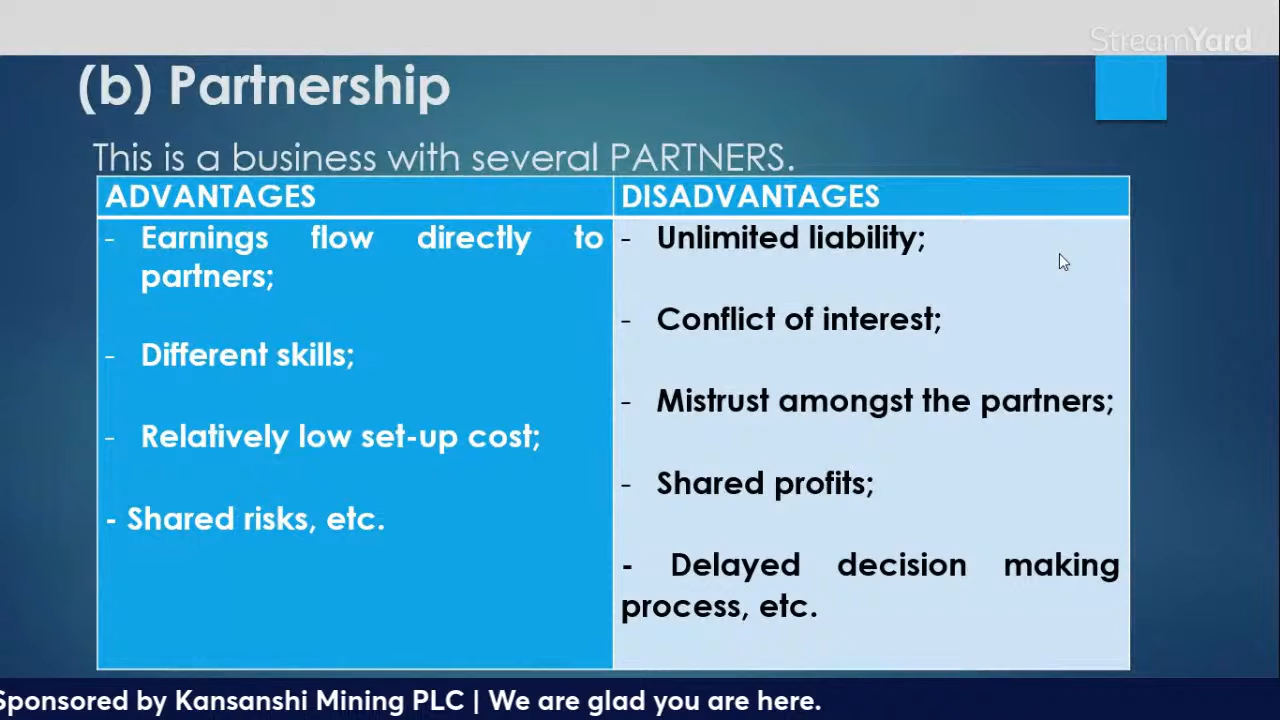 StreamYard
(b) Partnership
This is a business with several PARTNERS.
ADVANTAGES
- Earnings flow directly to
partners;
- Different skills;
- Relatively low set-up cost;
- Shared risks, etc.
DISADVANTAGES
- Unlimited liability;
- Conflict of interest;
- Mistrust amongst the partners;
- Shared profits;
- Delayed decision making
process, etc.
Sponsored by Kansanshi Mining PLC | We are glad you are here.